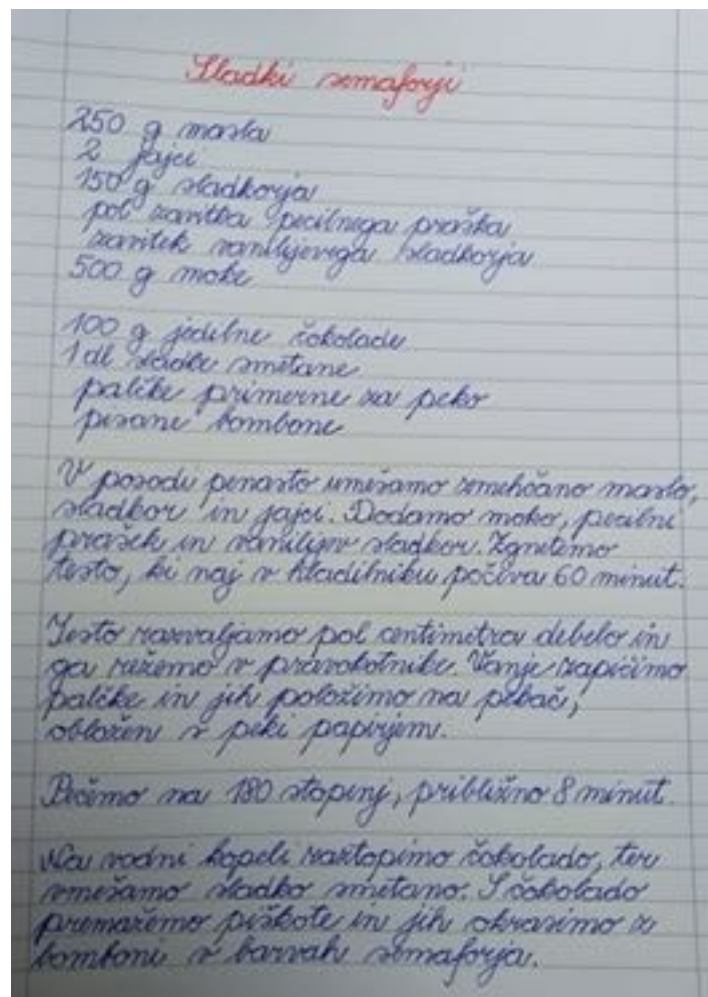 Sladki semaforji
250 g masla
2 jajci
150 g sladkorja
pol zavitka pecilnega praška
zavitek vanilijevega sladkorja
500 g moke
100 g jedilne čokolade
1 dl sladke smetane
palčke primerne za peko
pisane bombone
V posodi penasto umešamo zmehčano maslo,
sladkor in jajci. Dodamo moko, pecilni
prašek in vanilijev sladkor. Zgnetemo
testo, ki naj v hladilniku počiva 60 minut.
Testo razvaljamo pol centimetrov debelo in
ga režemo v pravokotnike. Vanje zapičimo
palčke in jih položimo na pekač,
obložen s peki papirjem.
Pečemo na 180 stopinj, približno 8 minut.
Na vodni kopeli raztopimo čokolado, ter
vmešamo sladko smetano. S čokolado
premažemo piškote in jih okrasimo z
bomboni v barvah semaforja.